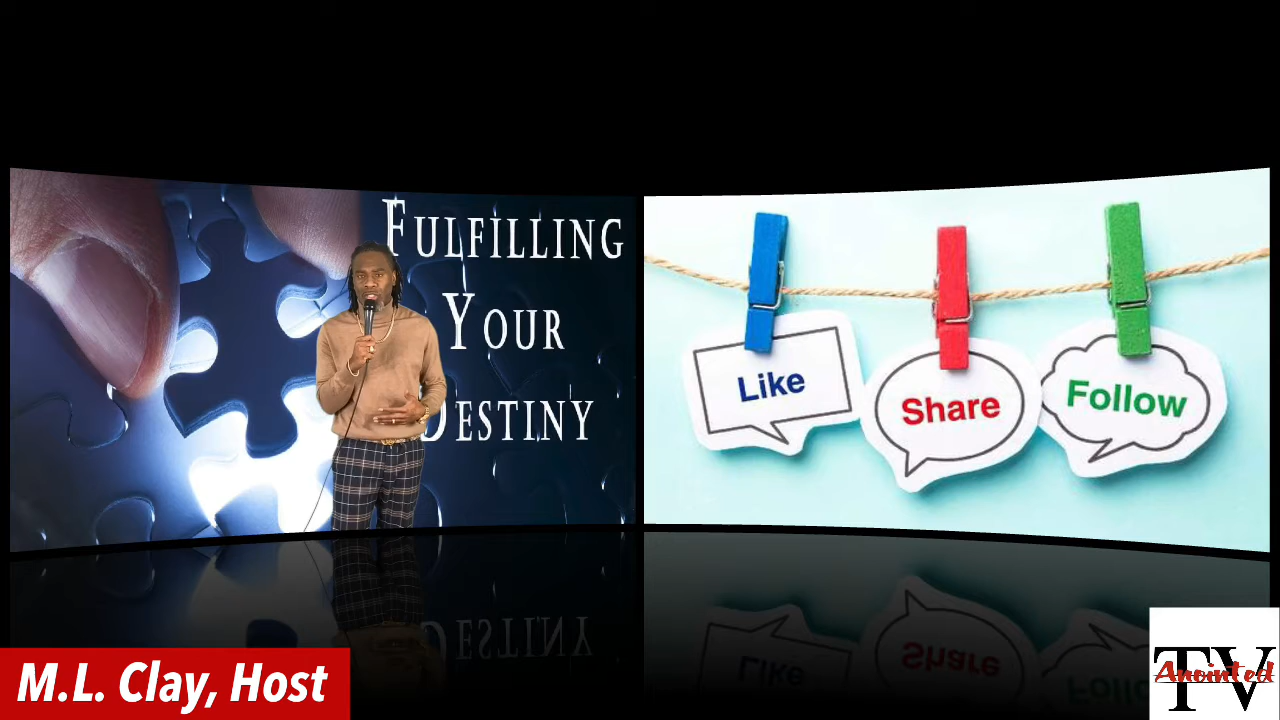 FULFILLING
YOUR
DESTINY
Like
Share
Follow
M.L. Clay, Host
TV
Anointed